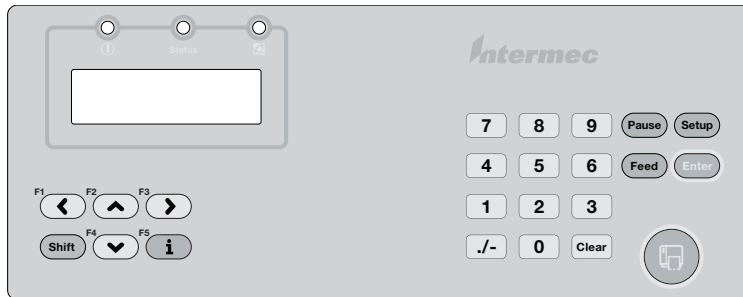 Status
Intermec
7 8 9 Pause Setup
4 5 6 Feed Enter
F1 F2 F3
1 2 3
F4 F5
Shift i
./- 0 Clear